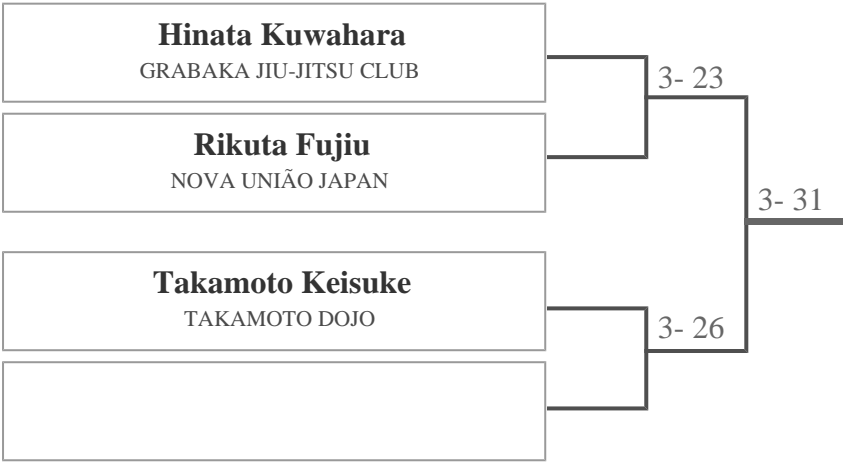 Hinata Kuwahara
GRABAKA JIU-JITSU CLUB
3- 23
Rikuta Fujiu
NOVA UNIÃO JAPAN
3- 31
Takamoto Keisuke
TAKAMOTO DOJO
3- 26